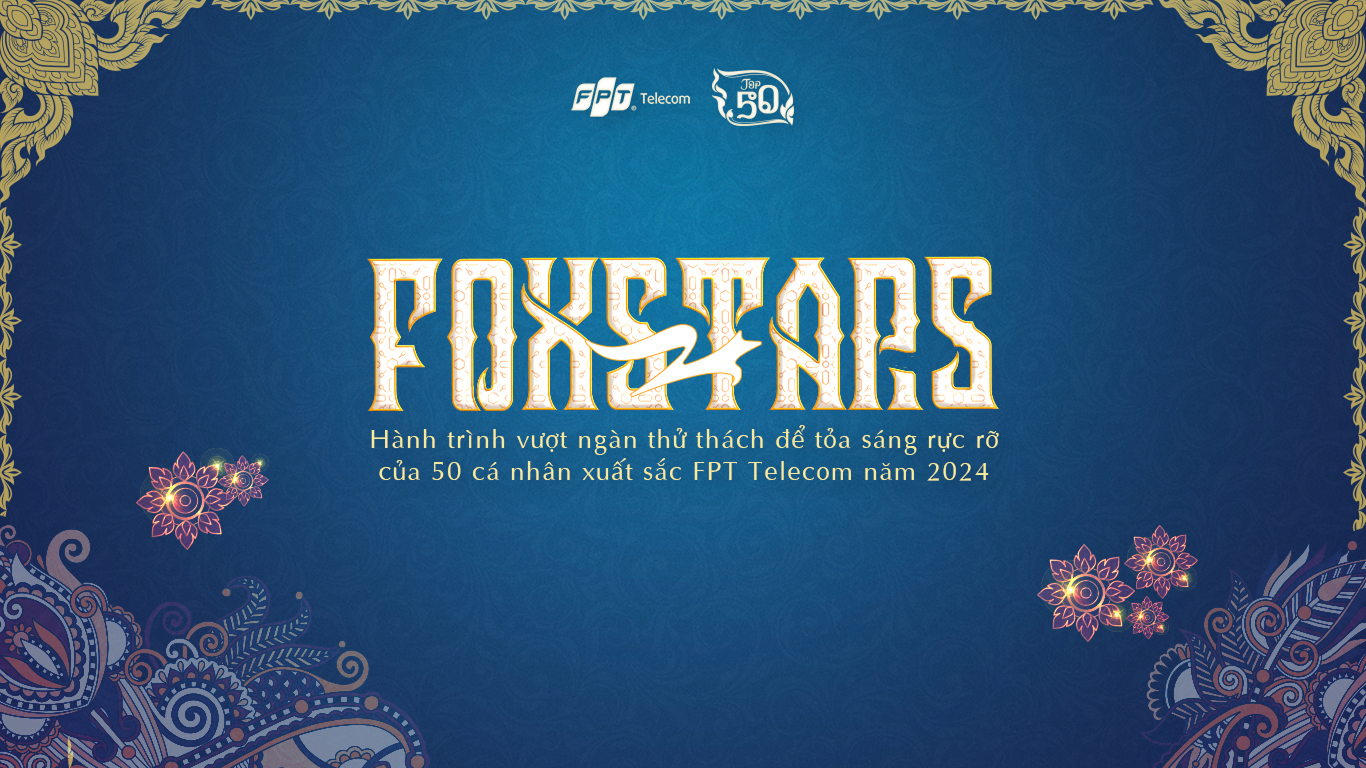 FPT Telecom
Top 50
FOXSTARS
Hành trình vượt ngàn thử thách để tỏa sáng rực rỡ
của 50 cá nhân xuất sắc FPT Telecom năm 2024